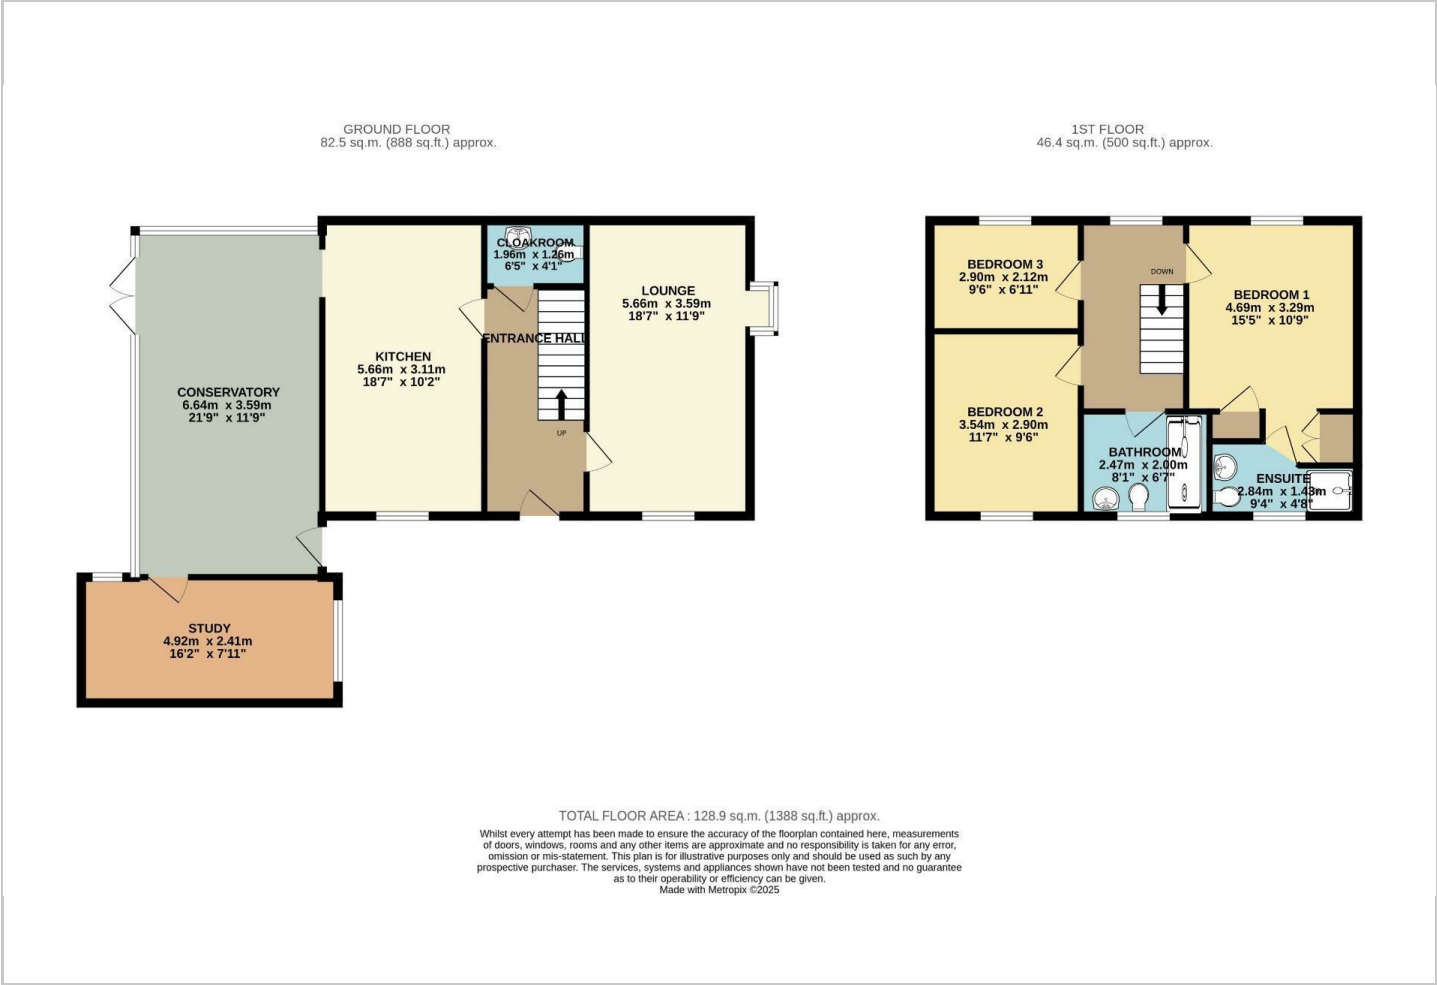 GROUND FLOOR
82.5 sq.m. (888 sq.ft.) approx.
1ST FLOOR
46.4 sq.m. (500 sq.ft.) approx.
CLOAKROOM
1.96m x 1.26m
6'5" x 4'1"
LOUNGE
5.66m x 3.59m
18'7" x 11'9"
ENTRANCE HALL
KITCHEN
5.66m x 3.11m
18'7" x 10'2"
CONSERVATORY
6.64m x 3.59m
21'9" x 11'9"
UP
STUDY
4.92m x 2.41m
16'2" x 7'11"
BEDROOM 3
2.90m x 2.12m
9'6" x 6'11"
DOWN
BEDROOM 1
4.69m x 3.29m
15'5" x 10'9"
BEDROOM 2
3.54m x 2.90m
11'7" x 9'6"
BATHROOM
2.47m x 2.00m
8'1" x 6'7"
ENSUITE
2.84m x 1.43m
9'4" x 4'8"
TOTAL FLOOR AREA : 128.9 sq.m. (1388 sq.ft.) approx.
Whilst every attempt has been made to ensure the accuracy of the floorplan contained here, measurements
of doors, windows, rooms and any other items are approximate and no responsibility is taken for any error,
omission or mis-statement. This plan is for illustrative purposes only and should be used as such by any
prospective purchaser. The services, systems and appliances shown have not been tested and no guarantee
as to their operability or efficiency can be given.
Made with Metropix ©2025